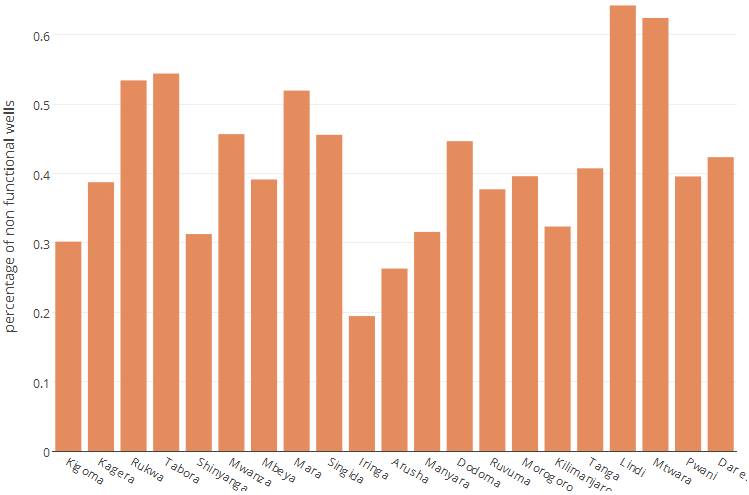 percentage of non functional wells
0.6
0.5
0.4
0.3
0.2
0.1
0
Kigoma
Kagera
Rukwa
Tabora
Shinyanga
Mwanza
Mbeya
Mara
Singida
Iringa
Arusha
Manyara
Dodoma
Ruvuma
Morogoro
Kilimanjaro
Tanga
Lindi
Mtwara
Pwani
Dar e